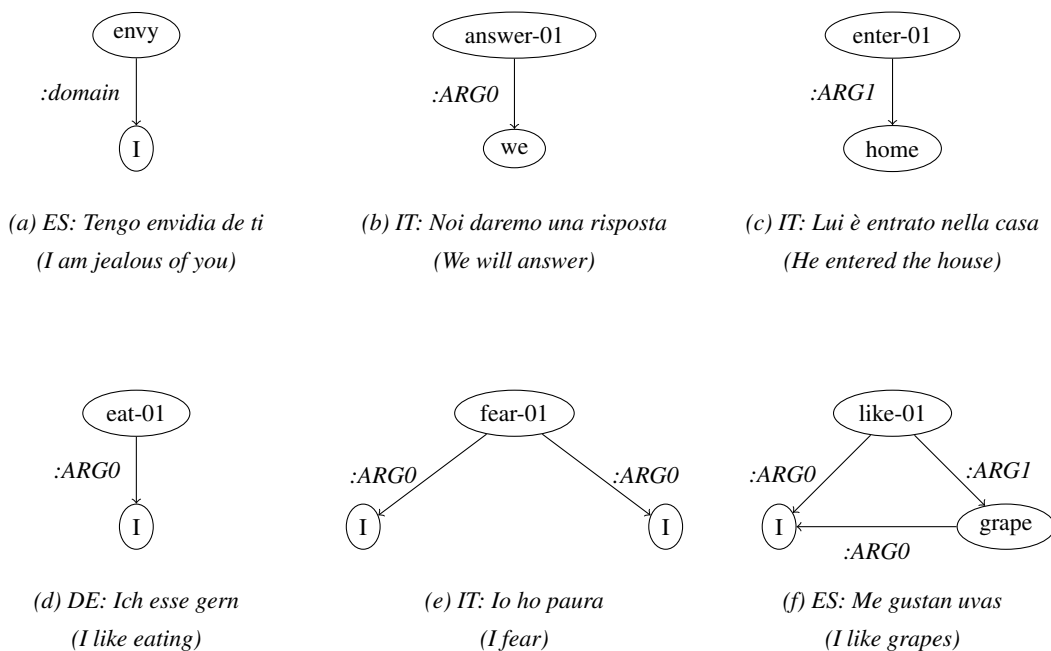 envy
answer-01
enter-01
:domain
:ARG0
:ARG1
I
we
home
(a) ES: Tengo envidia de ti
(I am jealous of you)
(b) IT: Noi daremo una risposta
(We will answer)
(c) IT: Lui è entrato nella casa
(He entered the house)
eat-01
fear-01
like-01
:ARG0
:ARG0
:ARG0
:ARG0
:ARG1
I
I
I
I
grape
:ARG0
(d) DE: Ich esse gern
(I like eating)
(e) IT: Io ho paura
(I fear)
(f) ES: Me gustan uvas
(I like grapes)